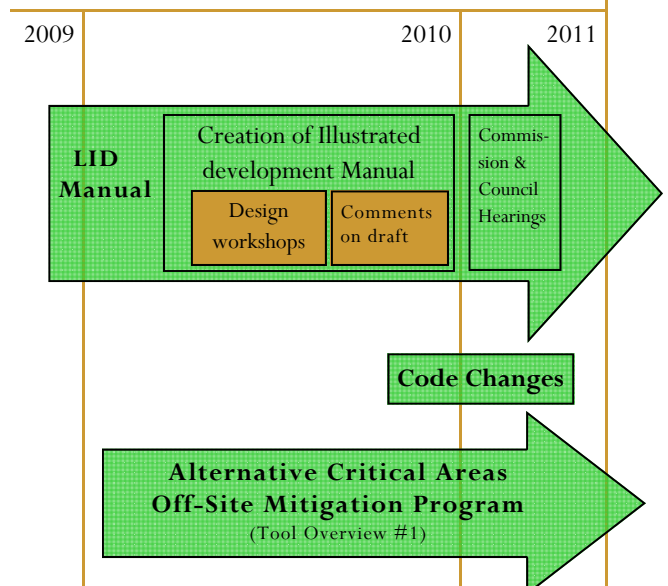 2009 2010 2011
LID
Manual
Creation of Illustrated
development Manual
Design
workshops
Comments
on draft
Commis-
sion &
Council
Hearings
Code Changes
Alternative Critical Areas
Off-Site Mitigation Program
(Tool Overview #1)